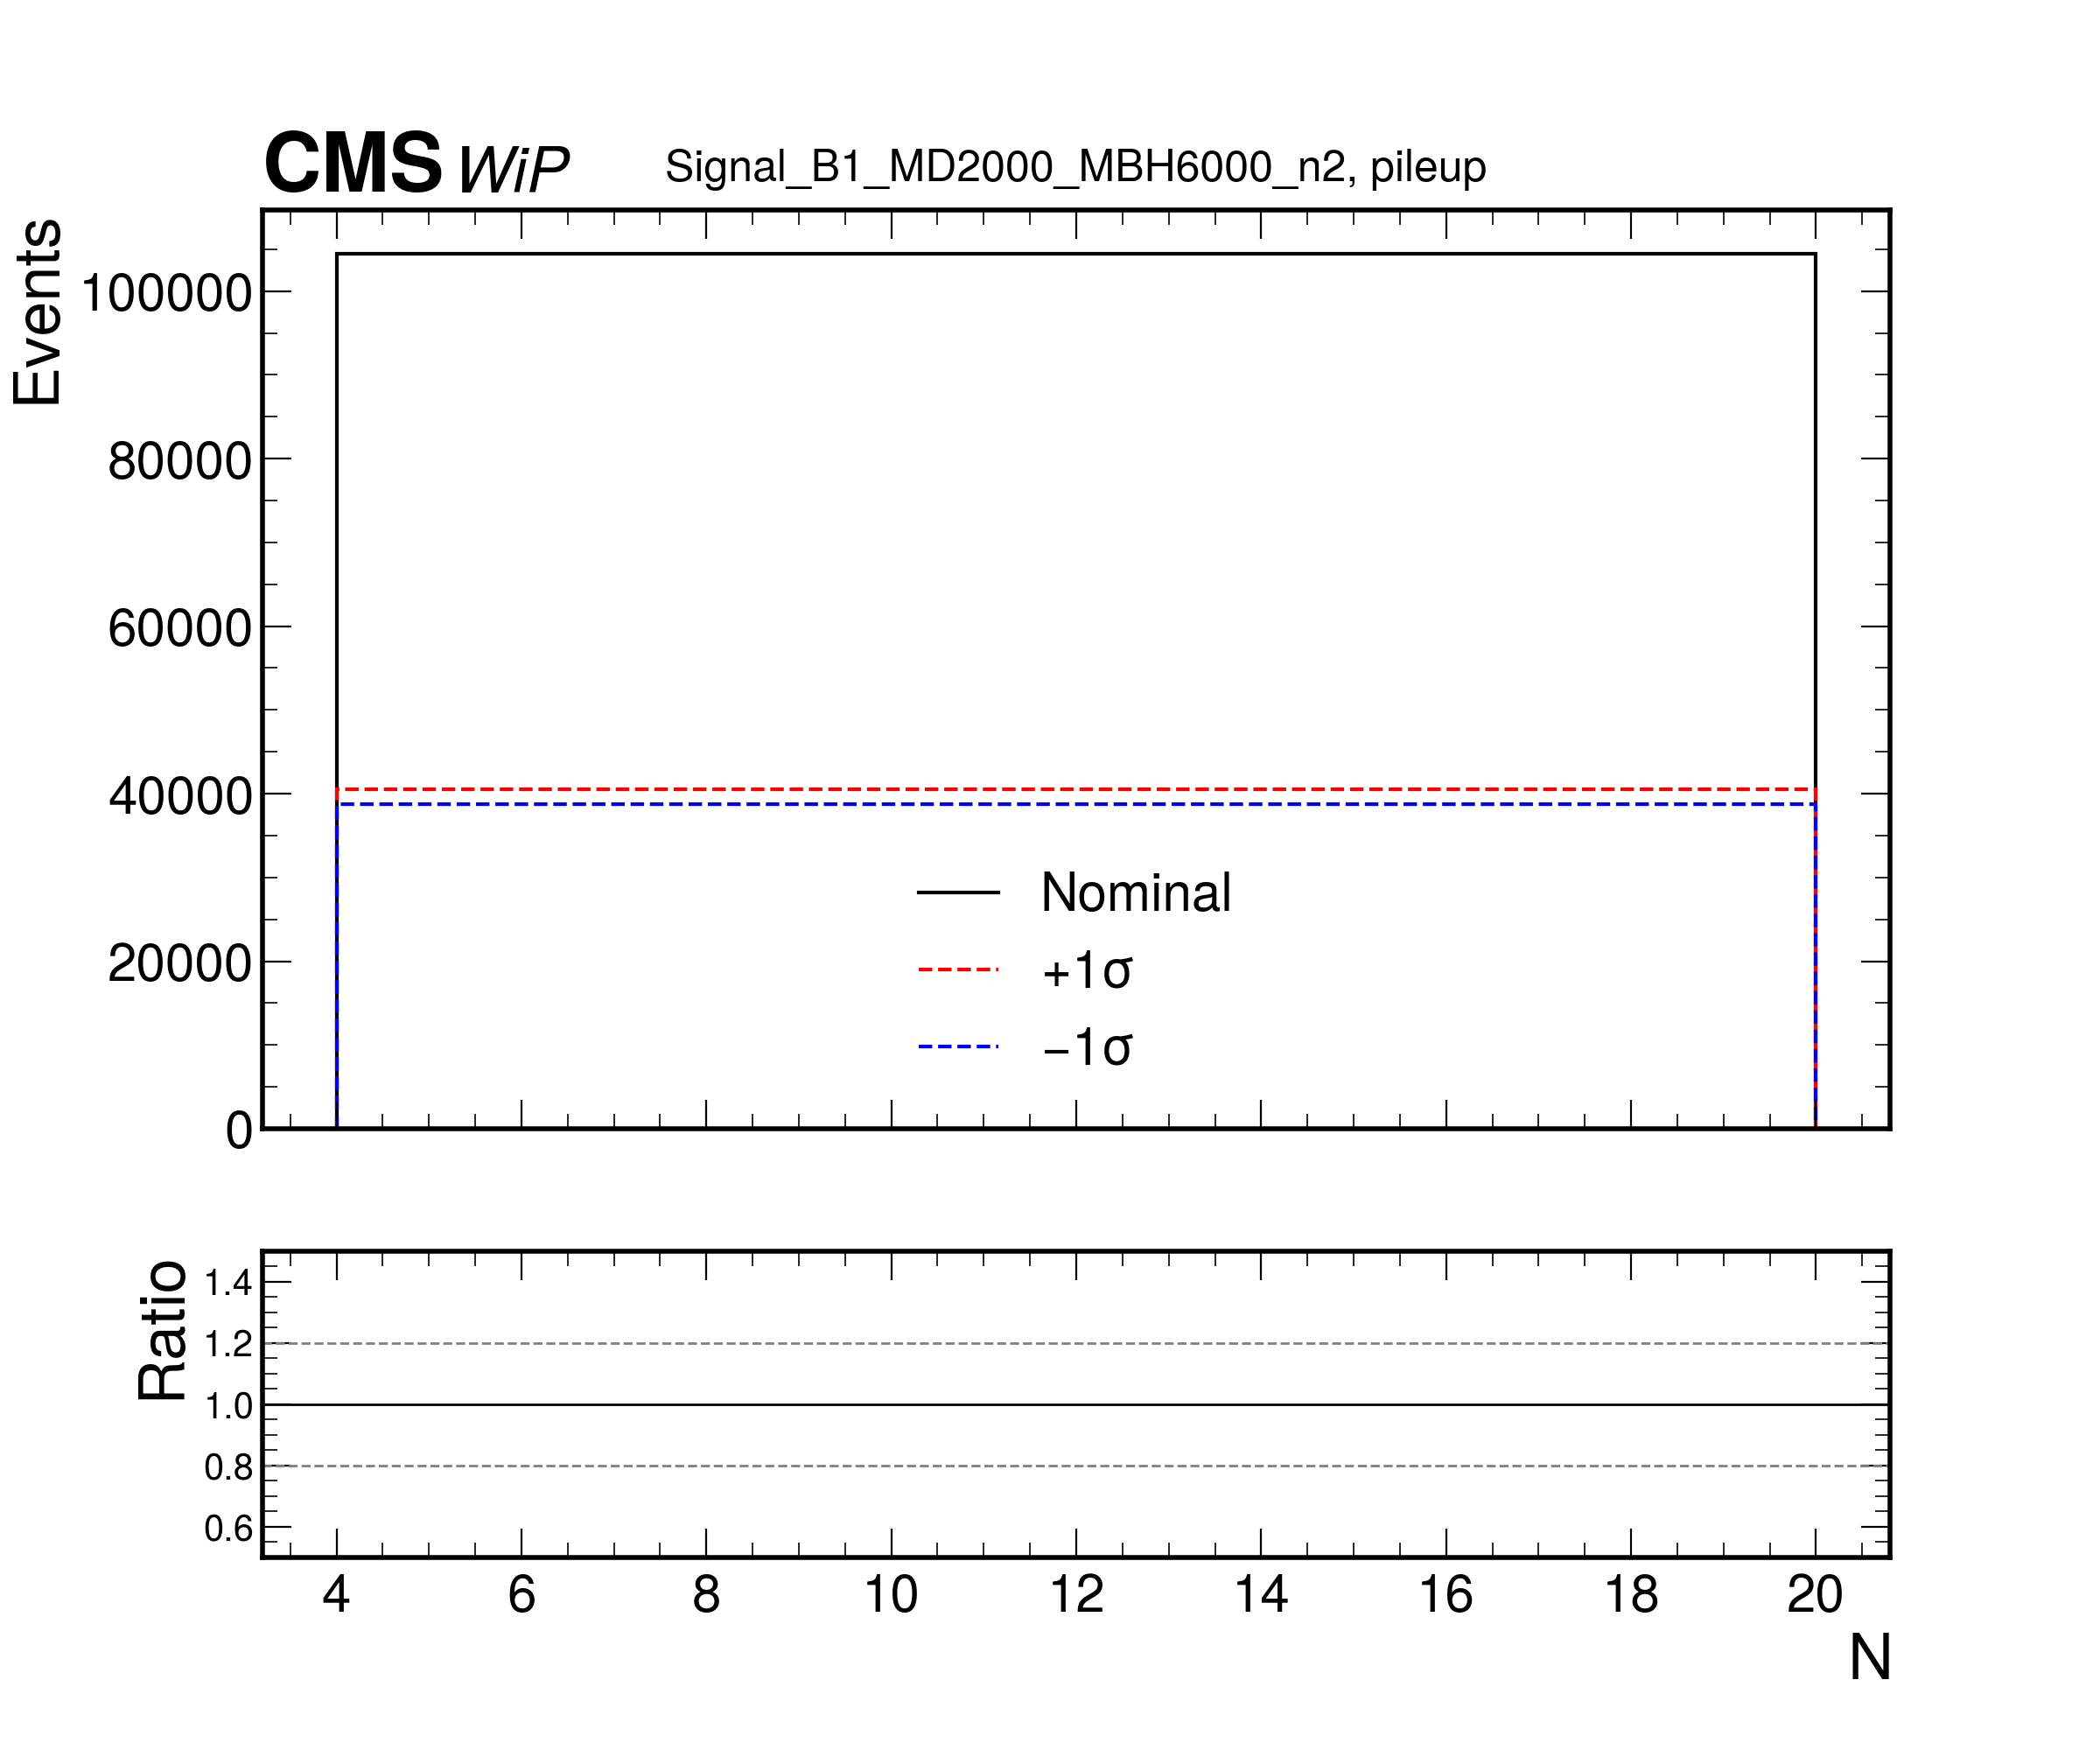 CMS WiP Signal_B1_MD2000_MBH6000_n2, pileup
Events
100000
80000
60000
40000
20000
0
Nominal
+1σ
−1σ
Ratio
1.4
1.2
1.0
0.8
0.6
4 6 8 10 12 14 16 18 20
N